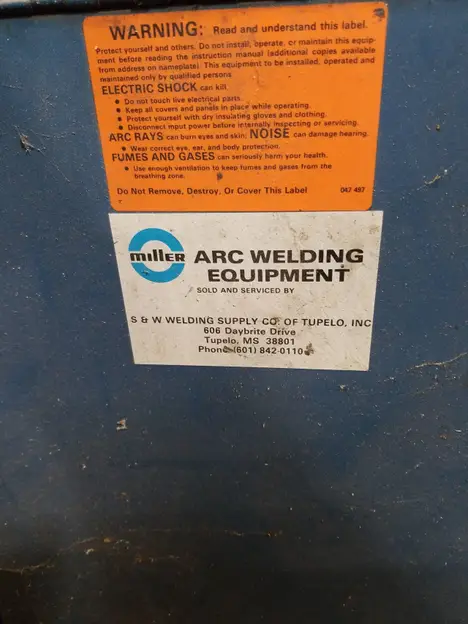 WARNING: Read and understand this label.
Protect yourself and others. Do not install, operate, or maintain this equip-
ment before reading the instruction manual (additional copies available
from address on nameplate). This equipment to be installed, operated and
maintained only by qualified persons
ELECTRIC SHOCK can kill.
• Do not touch live electrical parts.
• Keep all covers and panels in place while operating.
• Protect yourself with dry insulating gloves and clothing.
• Disconnect input power before internally inspecting or servicing.
ARC RAYS can burn eyes and skin; NOISE can damage hearing.
• Wear correct eye, ear, and body protection.
FUMES AND GASES can seriously harm your health.
• Use enough ventilation to keep fumes and gases from the
breathing zone.
Do Not Remove, Destroy, Or Cover This Label 047 487
miller ARC WELDING
EQUIPMENT
SOLD AND SERVICED BY
S & W WELDING SUPPLY CO. OF TUPELO, INC
606 Daybrite Drive
Tupelo, MS 38801
Phone (601) 842-0110